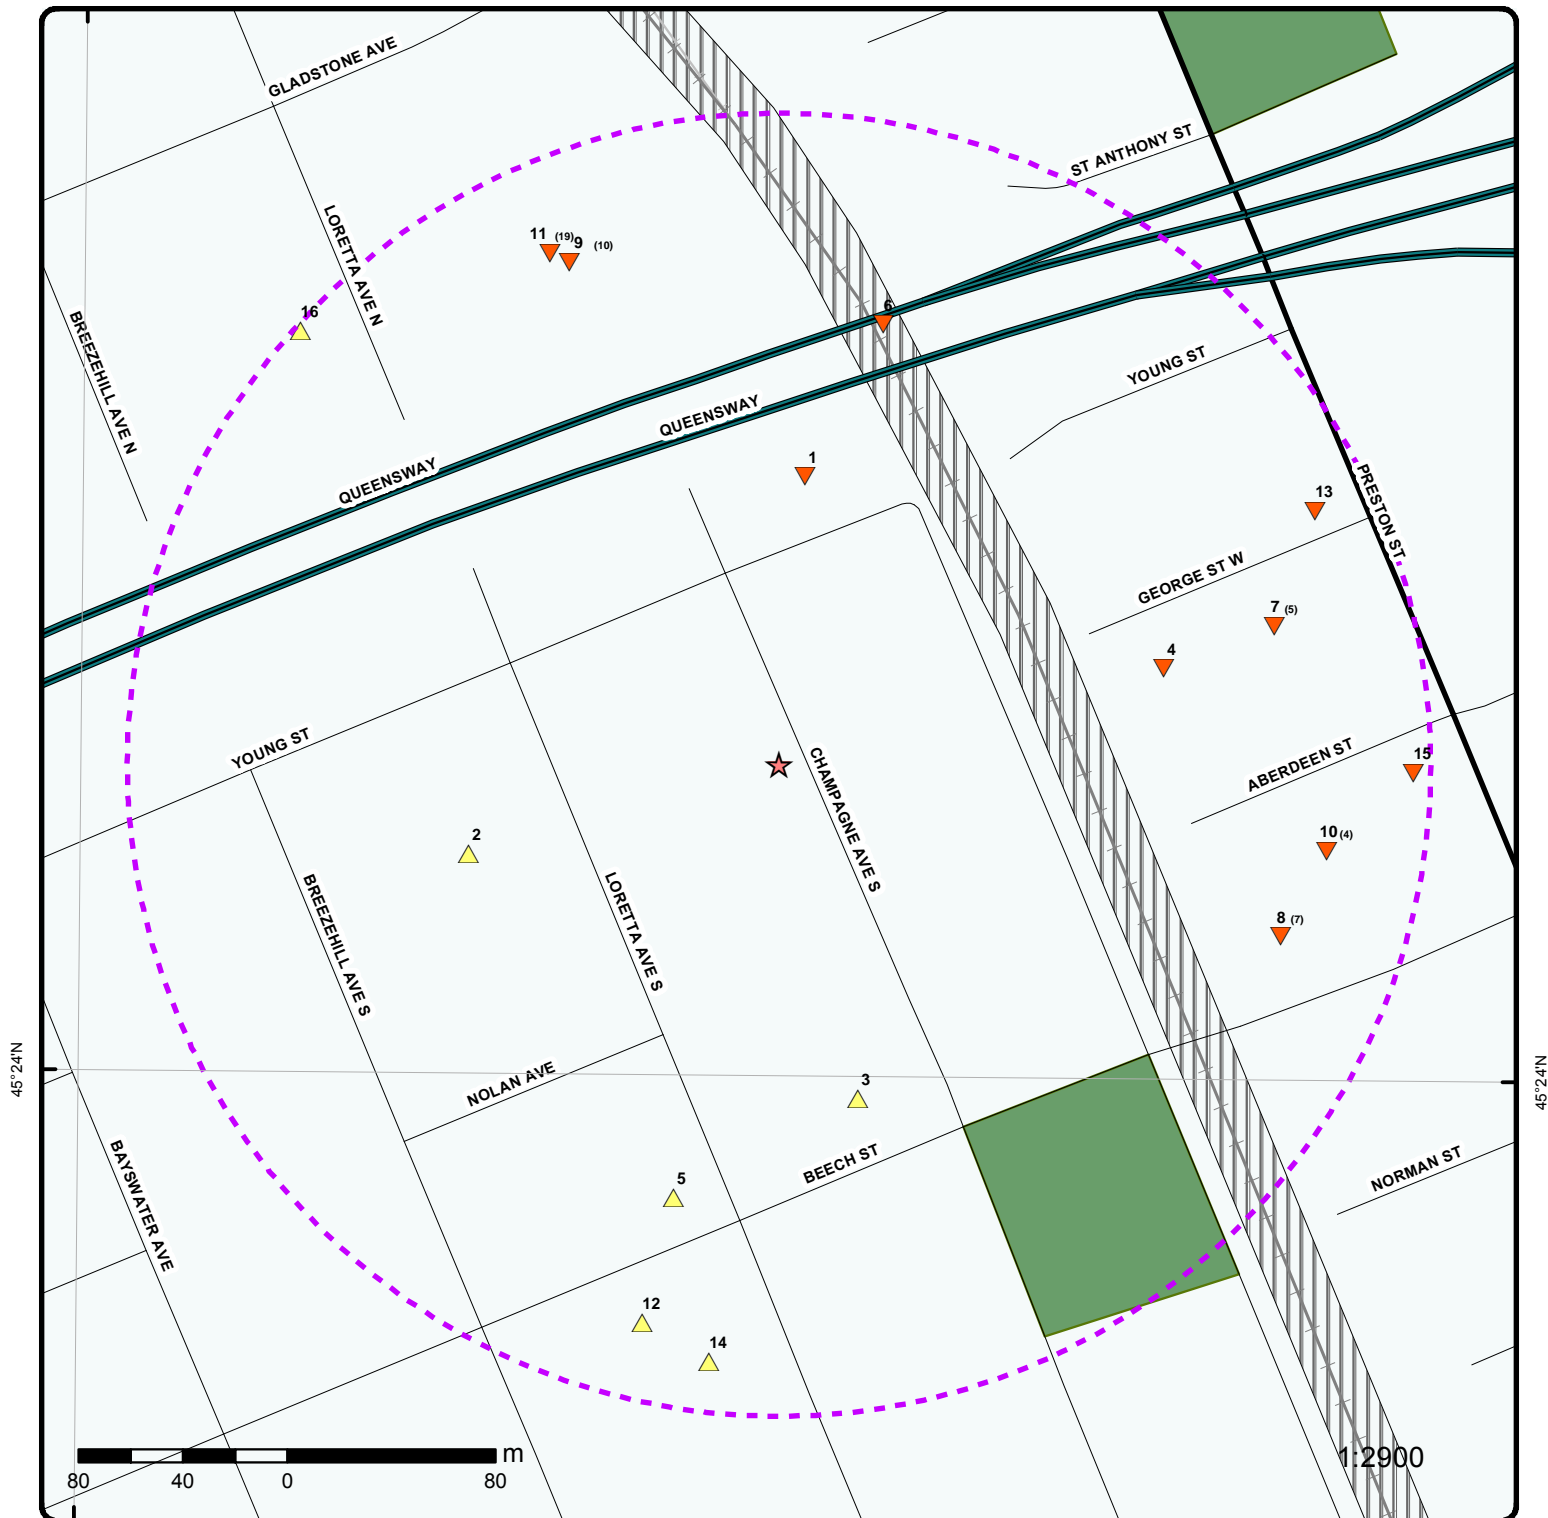 GLADSTONE AVE
ST ANTHONY ST
LORETTA AVE N
11 (19)
9 (10)
16
6
BREEZEHILL AVE N
YOUNG ST
QUEENSWAY
QUEENSWAY
1
PRESTON ST
13
GEORGE ST W
7 (5)
4
YOUNG ST
CHAMPAGNE AVE S
ABERDEEN ST
15
2
10 (4)
BREEZEHILL AVE S
LORETTA AVE S
8 (7)
45°24'N
45°24'N
NOLAN AVE
3
BAYSWATER AVE
BEECH ST
NORMAN ST
5
12
14
m
1:2900
80 40 0 80